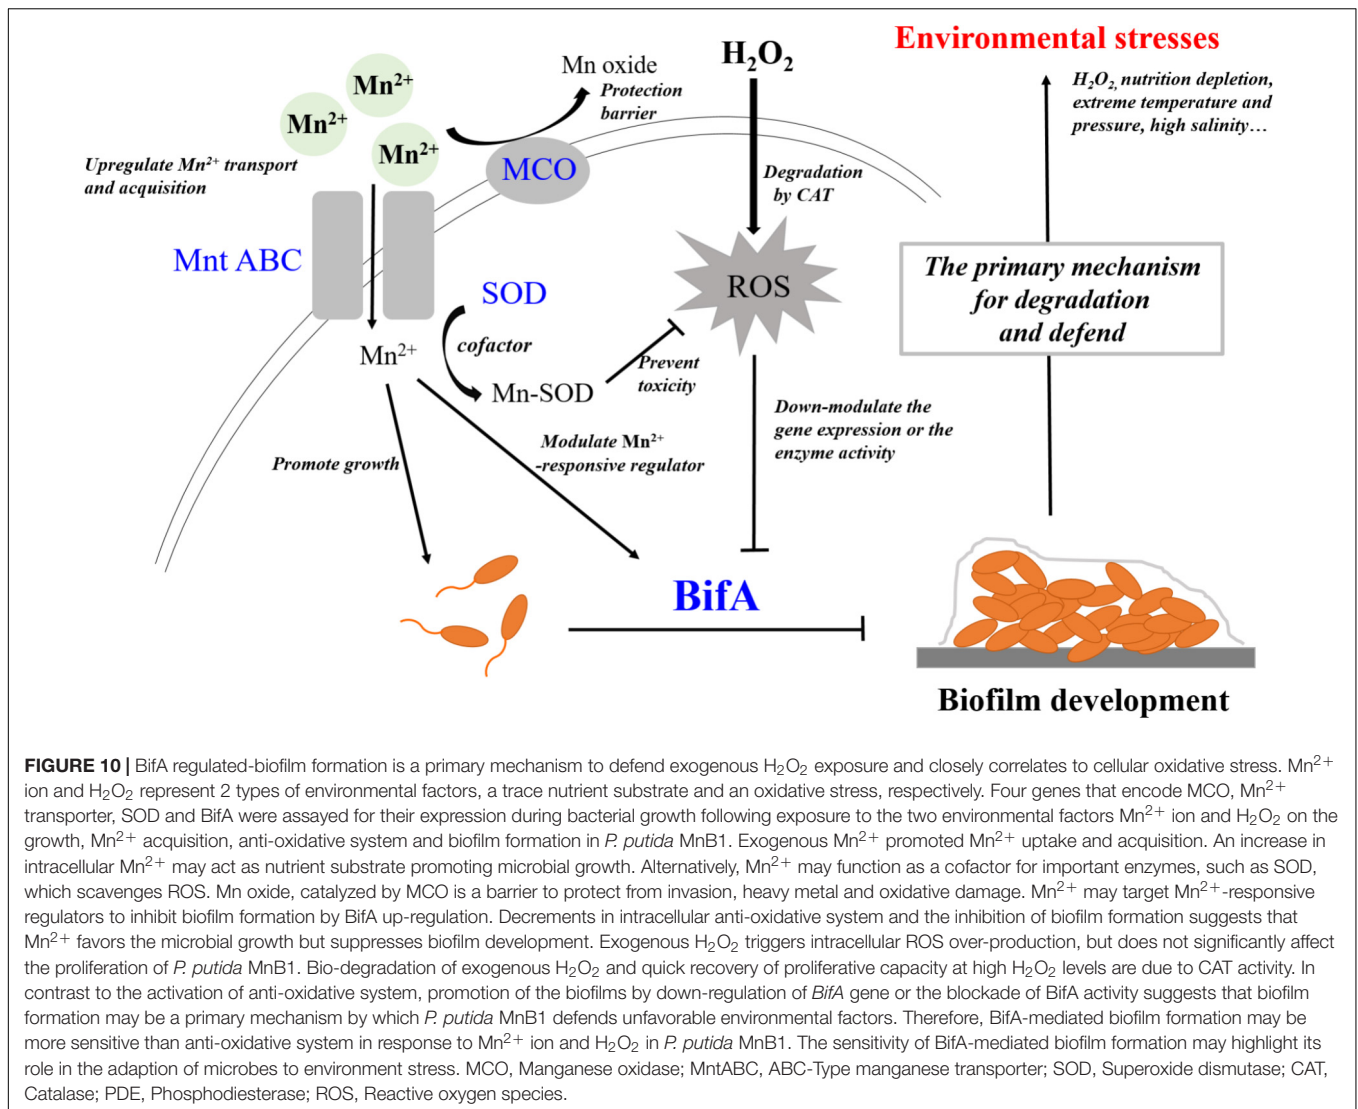 Environmental stresses
H₂O₂
H₂O₂, nutrition depletion,
extreme temperature and
pressure, high salinity…
Mn oxide
Protection
barrier
Mn²⁺
Mn²⁺
Mn²⁺
Upregulate Mn²⁺ transport
and acquisition
MCO
Degradation
by CAT
Mnt ABC
SOD
ROS
The primary mechanism
for degradation
and defend
Mn²⁺
cofactor
Mn-SOD
Prevent
toxicity
Down-modulate the
gene expression or the
enzyme activity
Promote growth
Modulate Mn²⁺
-responsive regulator
BifA
Biofilm development
FIGURE 10 | BifA regulated-biofilm formation is a primary mechanism to defend exogenous H₂O₂ exposure and closely correlates to cellular oxidative stress. Mn²⁺
ion and H₂O₂ represent 2 types of environmental factors, a trace nutrient substrate and an oxidative stress, respectively. Four genes that encode MCO, Mn²⁺
transporter, SOD and BifA were assayed for their expression during bacterial growth following exposure to the two environmental factors Mn²⁺ ion and H₂O₂ on the
growth, Mn²⁺ acquisition, anti-oxidative system and biofilm formation in P. putida MnB1. Exogenous Mn²⁺ promoted Mn²⁺ uptake and acquisition. An increase in
intracellular Mn²⁺ may act as nutrient substrate promoting microbial growth. Alternatively, Mn²⁺ may function as a cofactor for important enzymes, such as SOD,
which scavenges ROS. Mn oxide, catalyzed by MCO is a barrier to protect from invasion, heavy metal and oxidative damage. Mn²⁺ may target Mn²⁺-responsive
regulators to inhibit biofilm formation by BifA up-regulation. Decrements in intracellular anti-oxidative system and the inhibition of biofilm formation suggests that
Mn²⁺ favors the microbial growth but suppresses biofilm development. Exogenous H₂O₂ triggers intracellular ROS over-production, but does not significantly affect
the proliferation of P. putida MnB1. Bio-degradation of exogenous H₂O₂ and quick recovery of proliferative capacity at high H₂O₂ levels are due to CAT activity. In
contrast to the activation of anti-oxidative system, promotion of the biofilms by down-regulation of BifA gene or the blockade of BifA activity suggests that biofilm
formation may be a primary mechanism by which P. putida MnB1 defends unfavorable environmental factors. Therefore, BifA-mediated biofilm formation may be
more sensitive than anti-oxidative system in response to Mn²⁺ ion and H₂O₂ in P. putida MnB1. The sensitivity of BifA-mediated biofilm formation may highlight its
role in the adaption of microbes to environment stress. MCO, Manganese oxidase; MntABC, ABC-Type manganese transporter; SOD, Superoxide dismutase; CAT,
Catalase; PDE, Phosphodiesterase; ROS, Reactive oxygen species.